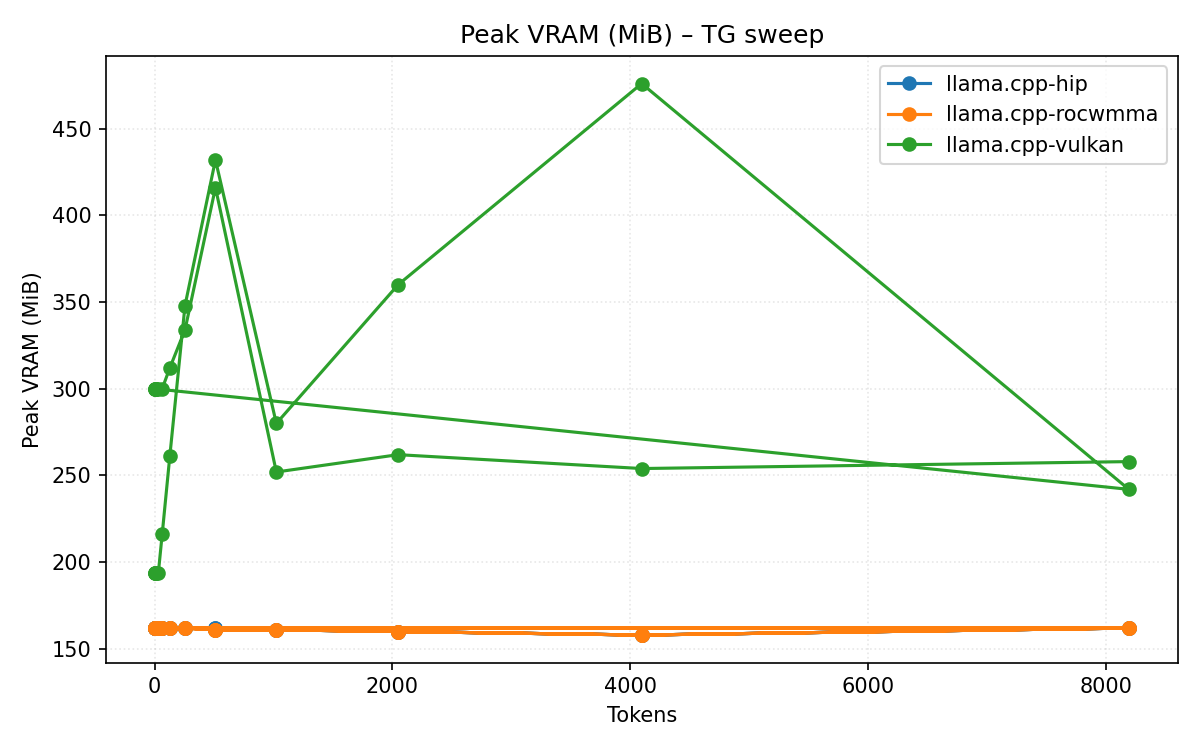 Peak VRAM (MiB) – TG sweep
llama.cpp-hip
llama.cpp-rocwmma
llama.cpp-vulkan
Peak VRAM (MiB)
450
400
350
300
250
200
150
0 2000 4000 6000 8000
Tokens